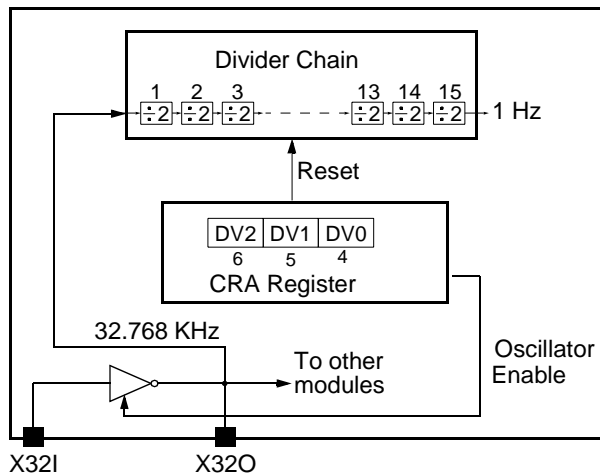 Divider Chain
1 2 3 13 14 15
÷2 ÷2 ÷2 ÷2 ÷2 ÷2 1 Hz
Reset
DV2 DV1 DV0
6 5 4
CRA Register
32.768 KHz
To other
modules
Oscillator
Enable
X32I X32O